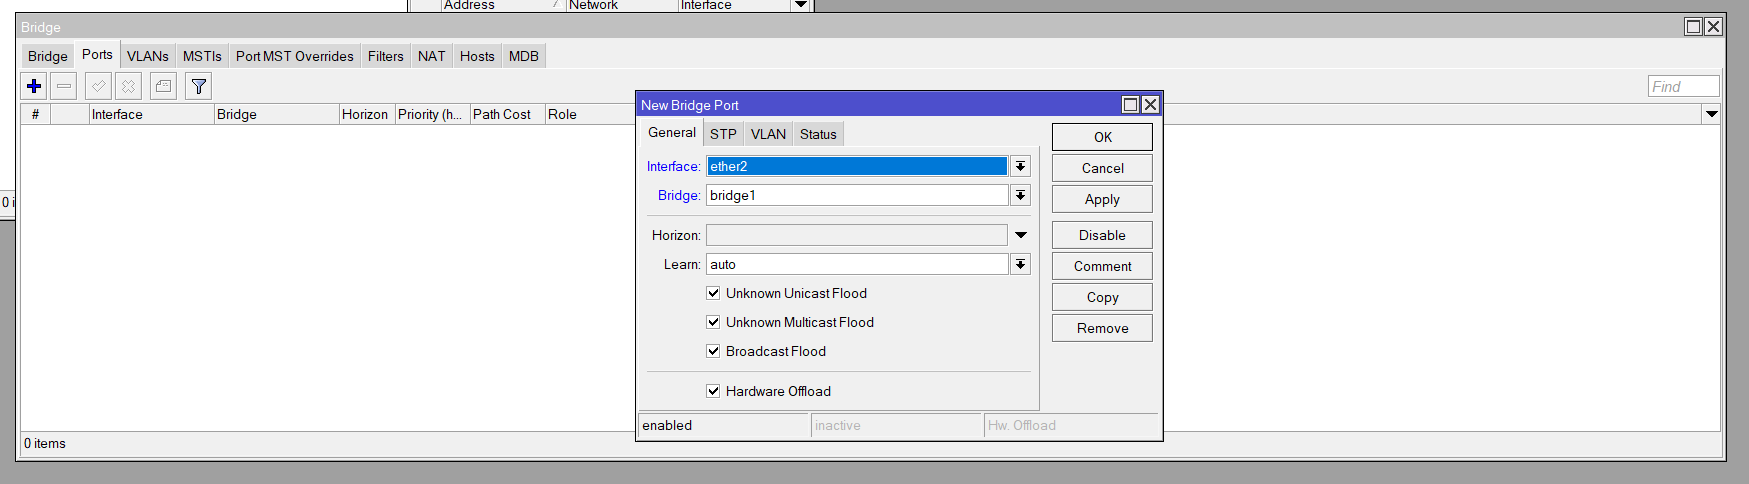 Address Network Interface
Bridge
Bridge Ports VLANs MSTIs Port MST Overrides Filters NAT Hosts MDB
Find
# Interface Bridge Horizon Priority (h... Path Cost Role
New Bridge Port
General STP VLAN Status
Interface: ether2
Bridge: bridge1
Horizon:
Learn: auto
Unknown Unicast Flood
Unknown Multicast Flood
Broadcast Flood
Hardware Offload
enabled inactive Hw. Offload
OK
Cancel
Apply
Disable
Comment
Copy
Remove
0 i
0 items